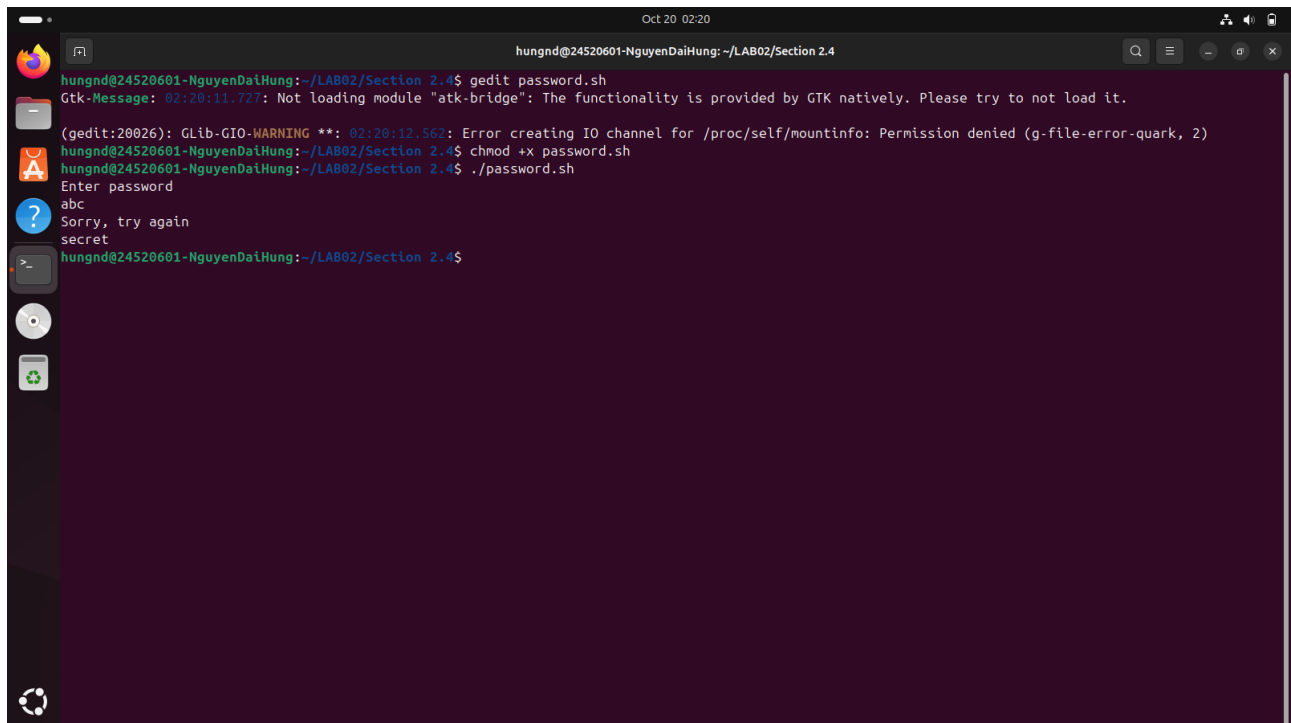 Oct 20 02:20
hungnd@24520601-NguyenDaiHung: ~/LAB02/Section 2.4
hungnd@24520601-NguyenDaiHung:~/LAB02/Section 2.4$ gedit password.sh
Gtk-Message: 02:20:11.727: Not loading module "atk-bridge": The functionality is provided by GTK natively. Please try to not load it.
(gedit:20026): GLib-GIO-WARNING **: 02:20:12.562: Error creating IO channel for /proc/self/mountinfo: Permission denied (g-file-error-quark, 2)
hungnd@24520601-NguyenDaiHung:~/LAB02/Section 2.4$ chmod +x password.sh
hungnd@24520601-NguyenDaiHung:~/LAB02/Section 2.4$ ./password.sh
Enter password
abc
Sorry, try again
secret
hungnd@24520601-NguyenDaiHung:~/LAB02/Section 2.4$